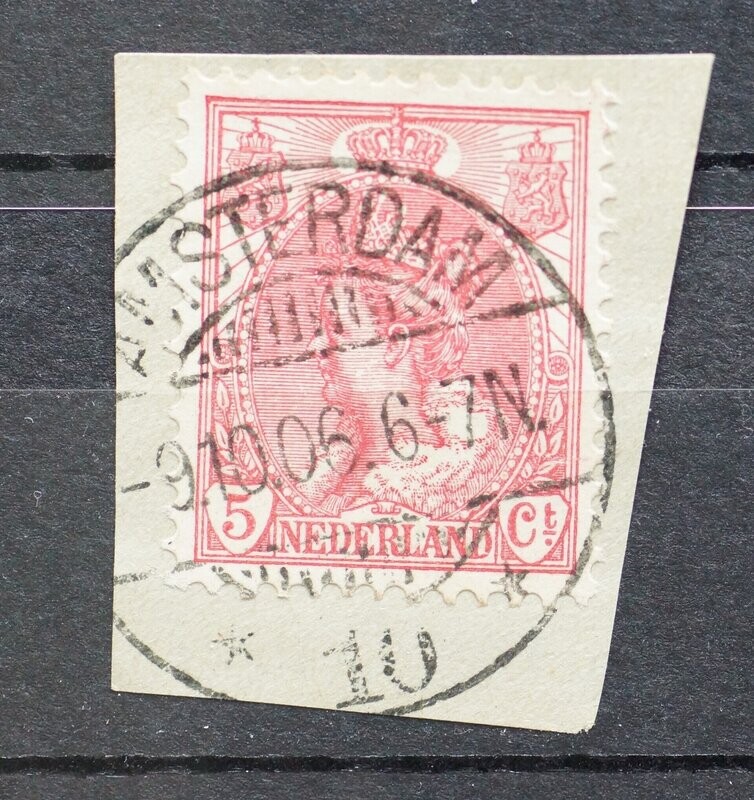 AMSTERDAM
-9.10.06.6-7N.
5 NEDERLAND Ct.
* 10 *